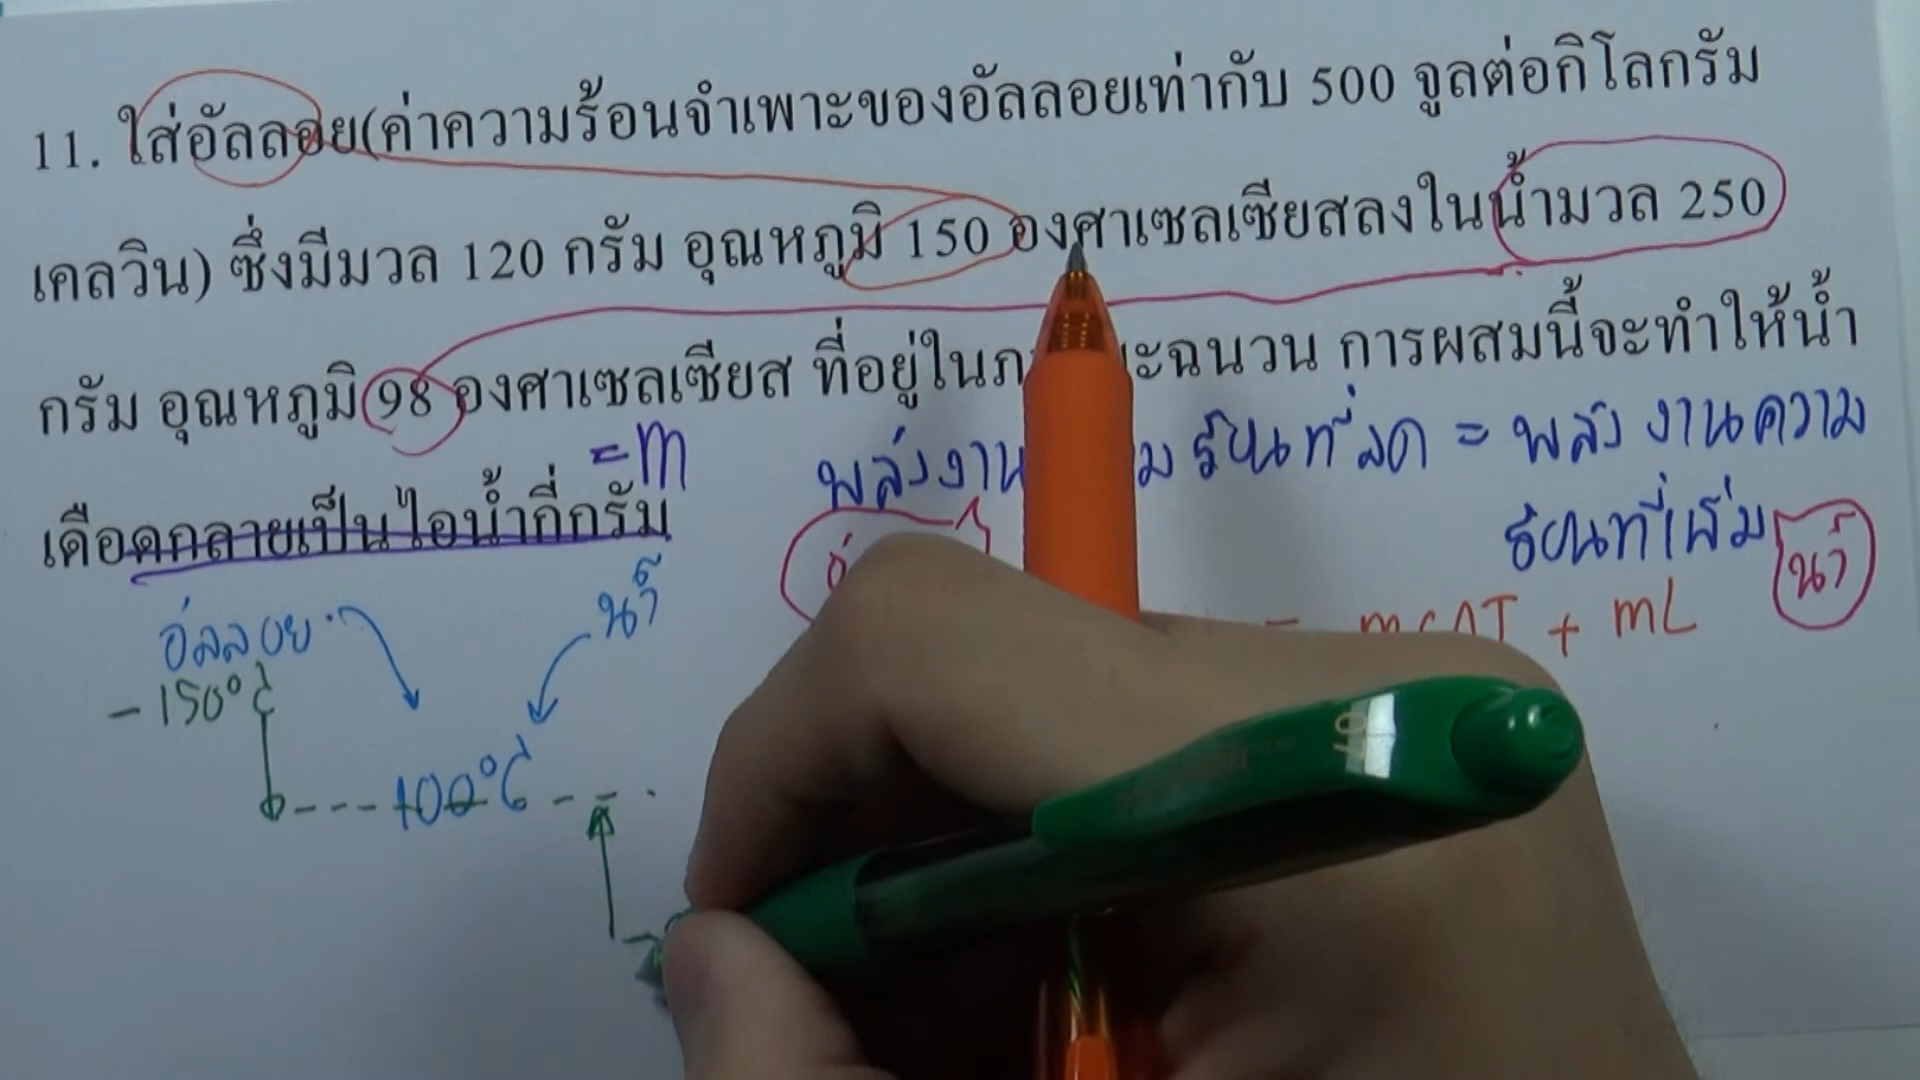 11. ใส่อัลลอย(ค่าความร้อนจำเพาะของอัลลอยเท่ากับ 500 จูลต่อกิโลกรัม
เคลวิน) ซึ่งมีมวล 120 กรัม อุณหภูมิ 150 องศาเซลเซียสลงในน้ำมวล 250
กรัม อุณหภูมิ 98 องศาเซลเซียส ที่อยู่ใน ะฉนวน การผสมนี้จะทำให้น้ำ
เดือดกลายเป็นไอน้ำกี่กรัม = m
พลังงาน มร้อนที่ลด = พลังงานความ
ร้อนที่เพิ่ม น้ำ
= mcΔT + mL
อัลลอย น้ำ
150°C
100°C
07